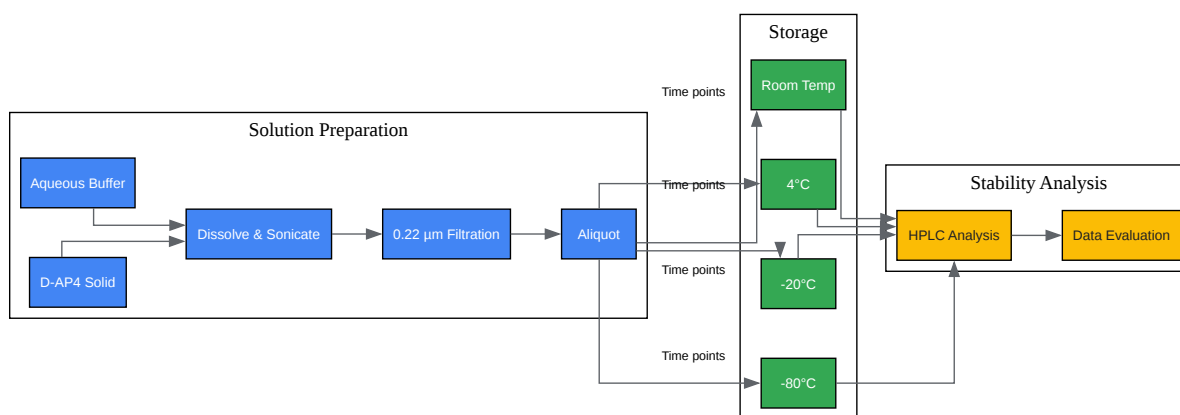 Storage
Room Temp
Time points
Solution Preparation
Aqueous Buffer
Time points
4°C
Stability Analysis
Dissolve & Sonicate
0.22 µm Filtration
Aliquot
HPLC Analysis
Data Evaluation
D-AP4 Solid
Time points
-20°C
Time points
-80°C